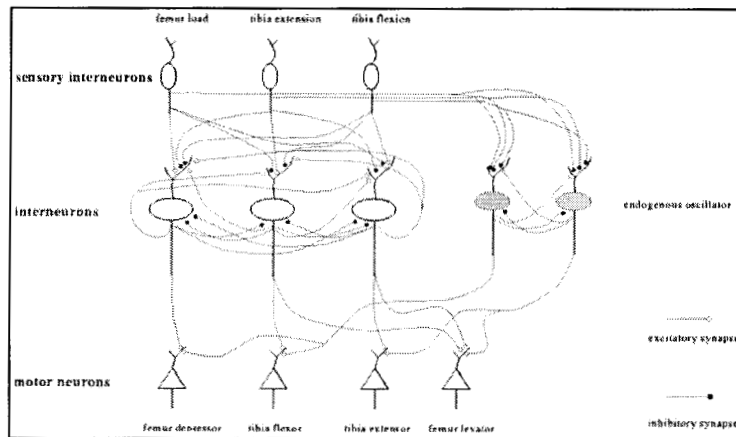 femur load tibia extension tibia flexion
sensory interneurons
interneurons
endogenous oscillator
excitatory synapse
motor neurons
inhibitory synapse
femur depressor tibia flexor tibia extensor femur levator